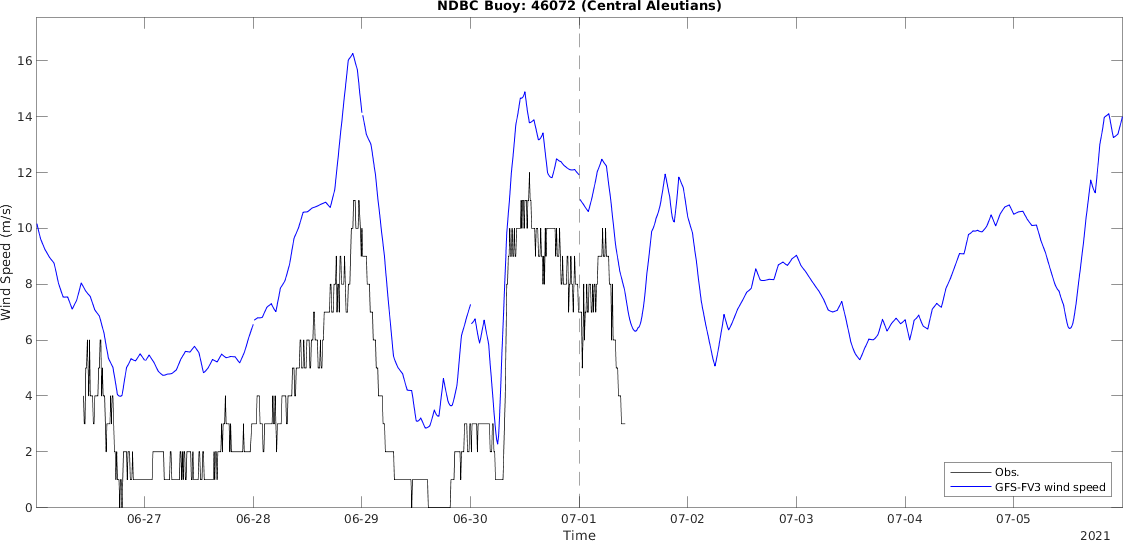 NDBC Buoy: 46072 (Central Aleutians)
16
14
12
10
8
6
4
2
0
Wind Speed (m/s)
Obs.
GFS-FV3 wind speed
06-27 06-28 06-29 06-30 07-01 07-02 07-03 07-04 07-05
Time
2021